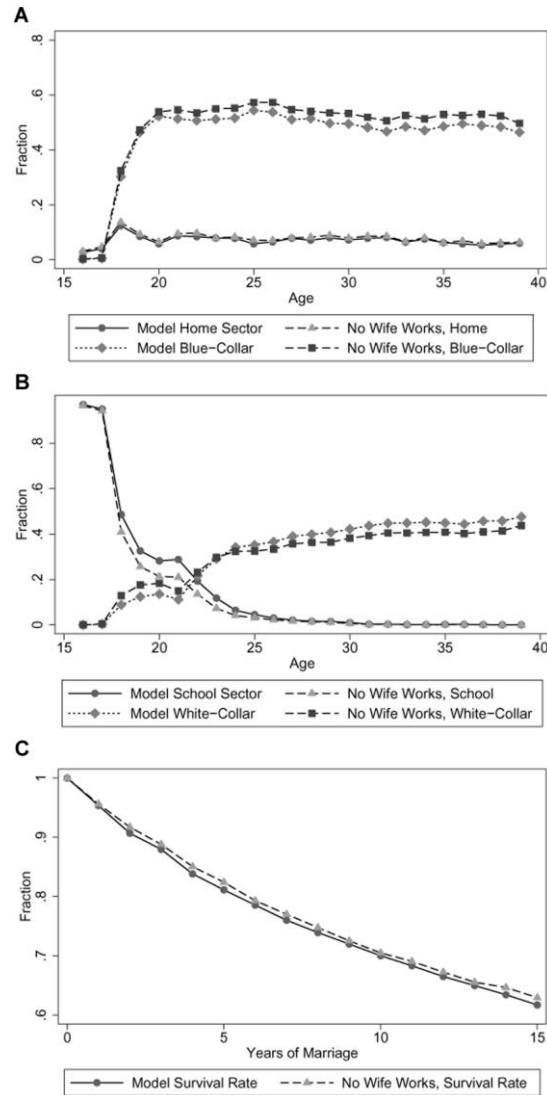 A
.8
.6
.4
.2
0
Fraction
15 20 25 30 35 40
Age
Model Home Sector No Wife Works, Home
Model Blue-Collar No Wife Works, Blue-Collar
B
.8
.6
.4
.2
0
Fraction
15 20 25 30 35 40
Age
Model School Sector No Wife Works, School
Model White-Collar No Wife Works, White-Collar
C
1
.9
.8
.7
.6
Fraction
0 5 10 15
Years of Marriage
Model Survival Rate No Wife Works, Survival Rate